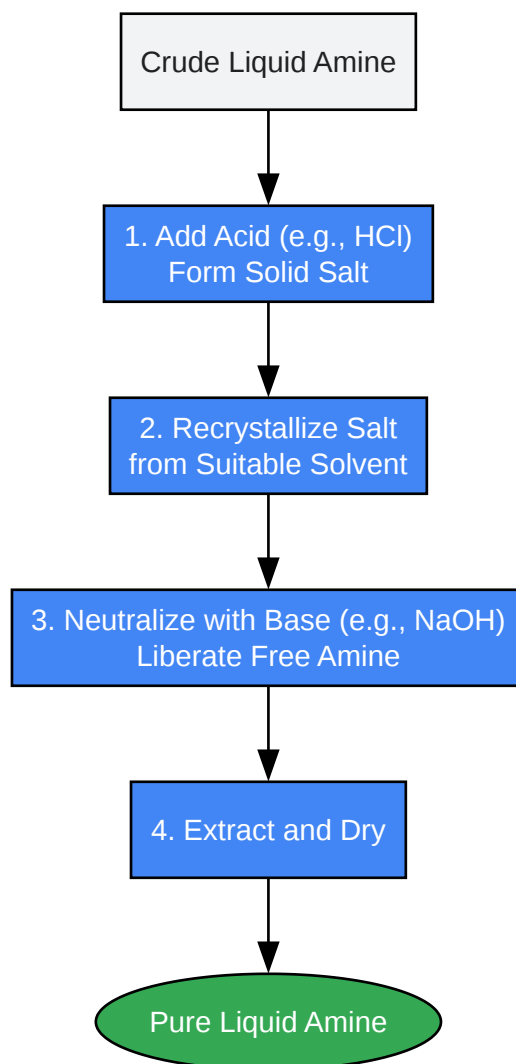 Crude Liquid Amine
1. Add Acid (e.g., HCl)
Form Solid Salt
2. Recrystallize Salt
from Suitable Solvent
3. Neutralize with Base (e.g., NaOH)
Liberate Free Amine
4. Extract and Dry
Pure Liquid Amine